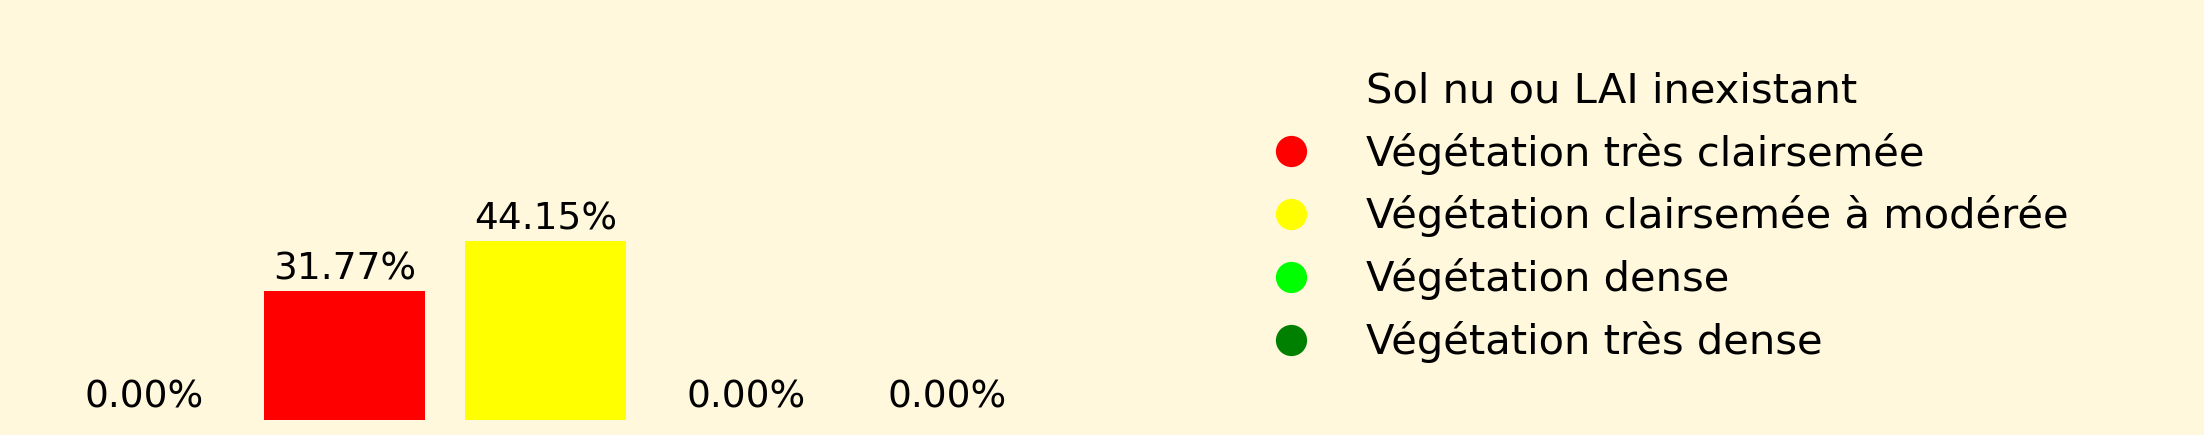 44.15%
31.77%
0.00%
0.00%
0.00%
Sol nu ou LAI inexistant
Végétation très clairsemée
Végétation clairsemée à modérée
Végétation dense
Végétation très dense